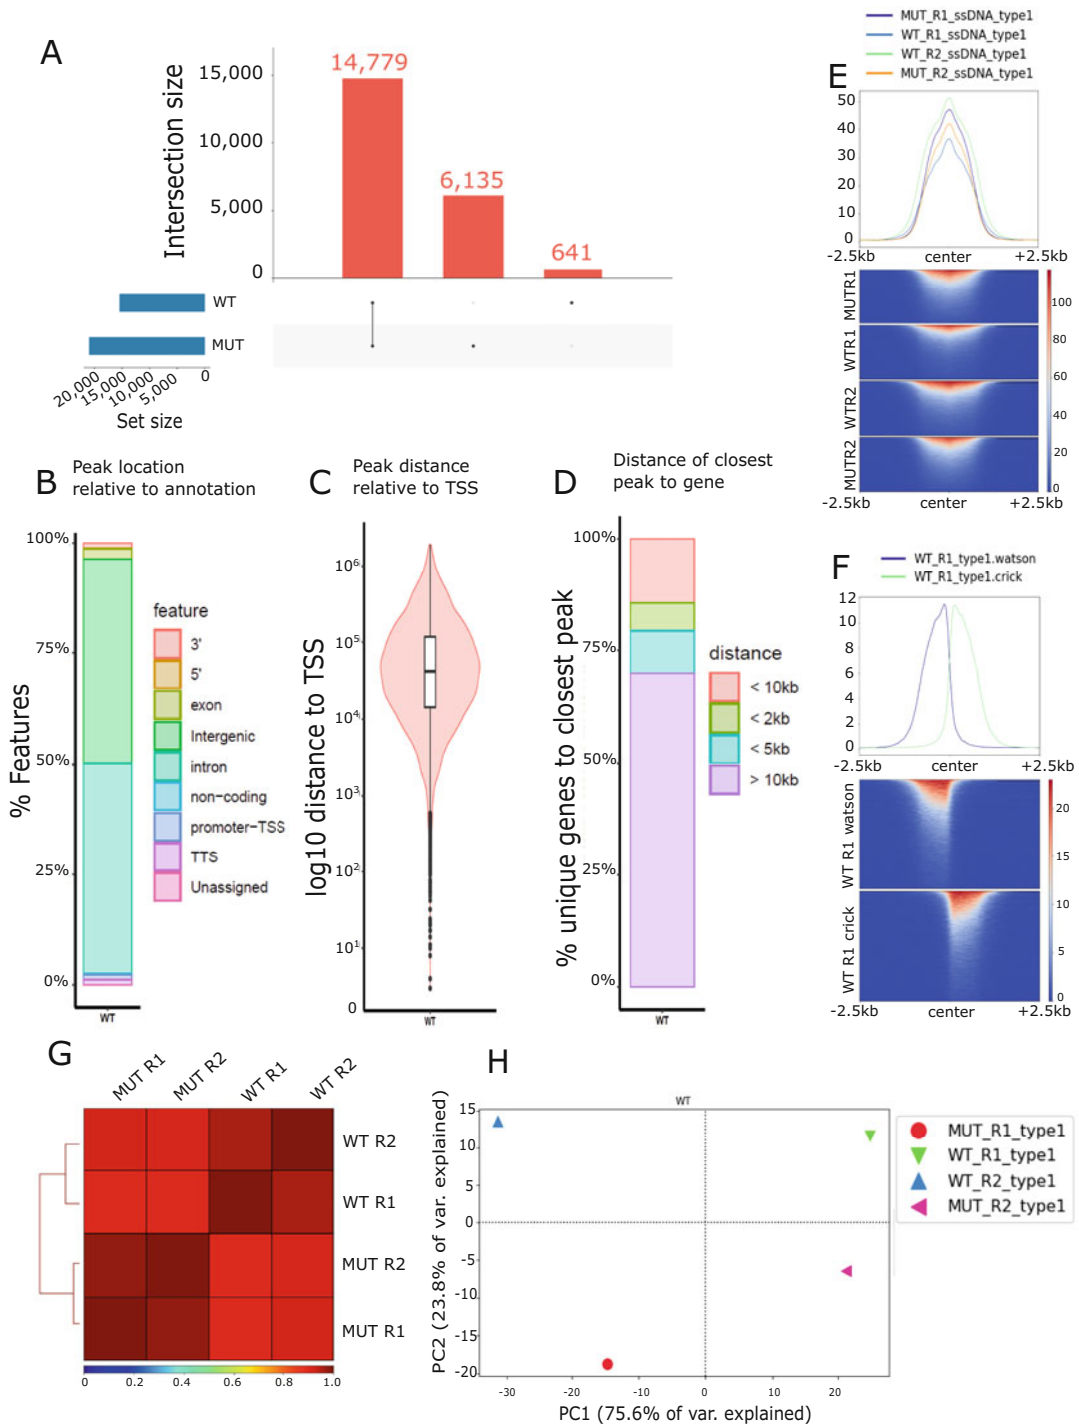 A
Intersection size
15,000
10,000
5,000
0
14,779
6,135
641
WT
MUT
20,000
15,000
10,000
5,000
0
Set size
MUT_R1_ssDNA_type1
WT_R1_ssDNA_type1
WT_R2_ssDNA_type1
MUT_R2_ssDNA_type1
E
50
40
30
20
10
0
-2.5kb center +2.5kb
MUTR1
WTR1
WTR2
MUTR2
100
80
60
40
20
0
-2.5kb center +2.5kb
B
Peak location
relative to annotation
% Features
100%
75%
50%
25%
0%
WT
feature
3'
5'
exon
Intergenic
intron
non-coding
promoter-TSS
TTS
Unassigned
C
Peak distance
relative to TSS
log10 distance to TSS
10⁶
10⁵
10⁴
10³
10²
10¹
0
WT
D
Distance of closest
peak to gene
% unique genes to closest peak
100%
75%
50%
25%
0%
WT
distance
< 10kb
< 2kb
< 5kb
> 10kb
F
WT_R1_type1.watson
WT_R1_type1.crick
12
10
8
6
4
2
0
-2.5kb center +2.5kb
WT R1 watson
WT R1 crick
20
15
10
5
0
-2.5kb center +2.5kb
G
MUT R1
MUT R2
WT R1
WT R2
WT R2
WT R1
MUT R2
MUT R1
0 0.2 0.4 0.6 0.8 1.0
H
WT
PC2 (23.8% of var. explained)
15
10
5
0
-5
-10
-15
-20
-30 -20 -10 0 10 20
PC1 (75.6% of var. explained)
MUT_R1_type1
WT_R1_type1
WT_R2_type1
MUT_R2_type1